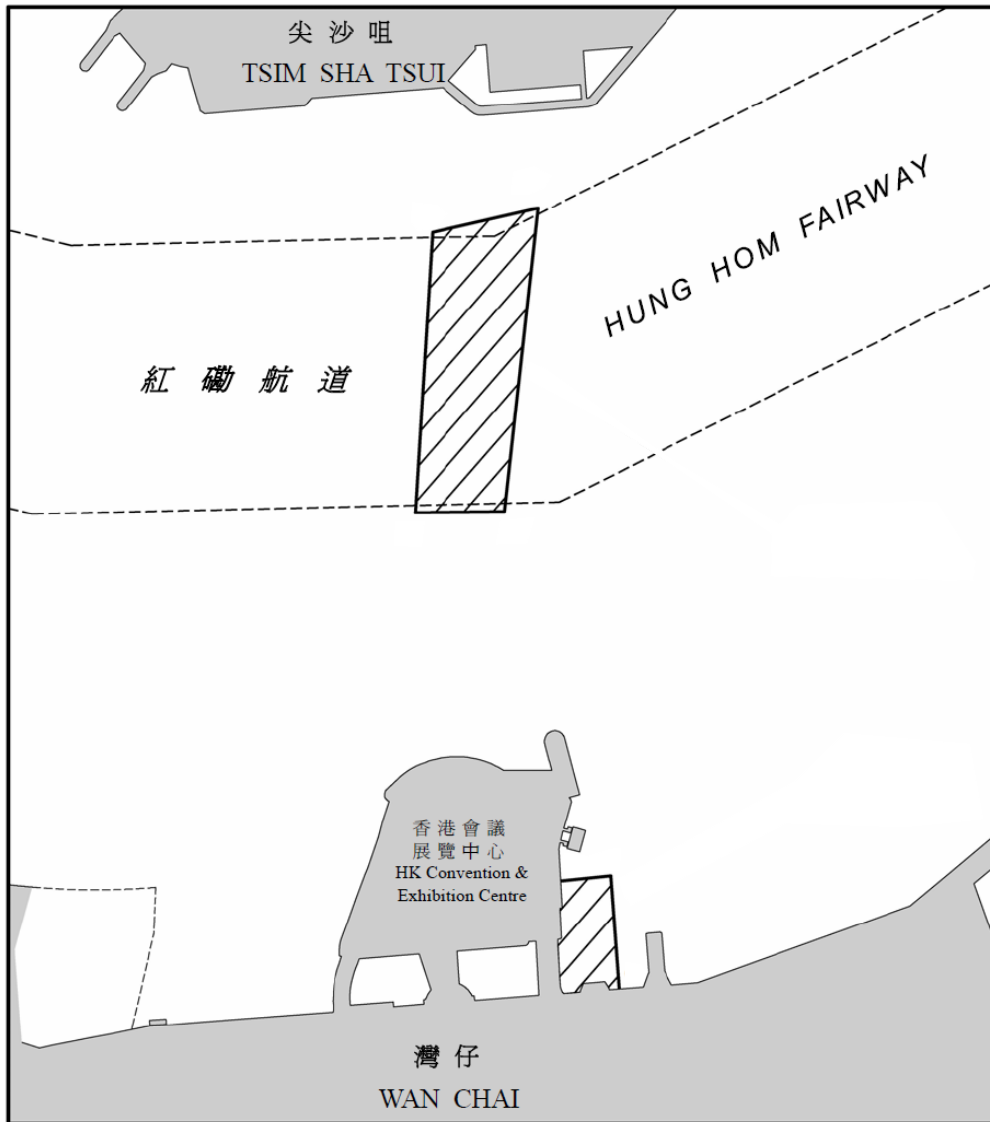 尖沙咀
TSIM SHA TSUI
HUNG HOM FAIRWAY
紅磡航道
香港會議
展覽中心
HK Convention &
Exhibition Centre
灣仔
WAN CHAI